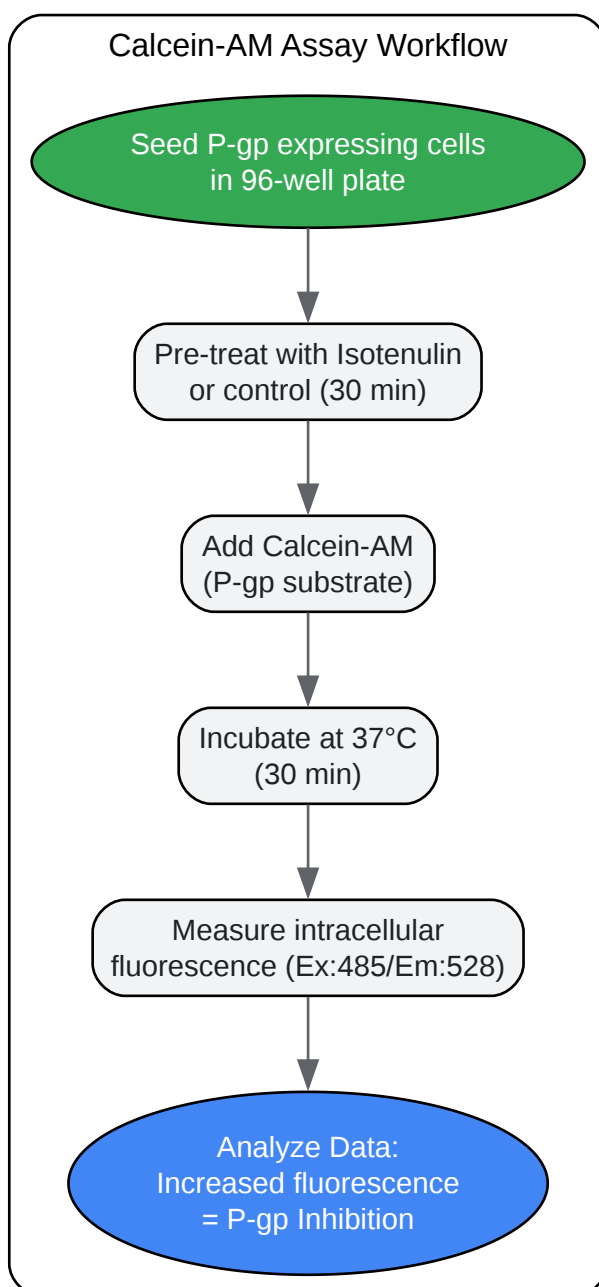 Calcein-AM Assay Workflow
Seed P-gp expressing cells
in 96-well plate
Pre-treat with Isotenulin
or control (30 min)
Add Calcein-AM
(P-gp substrate)
Incubate at 37°C
(30 min)
Measure intracellular
fluorescence (Ex:485/Em:528)
Analyze Data:
Increased fluorescence
= P-gp Inhibition